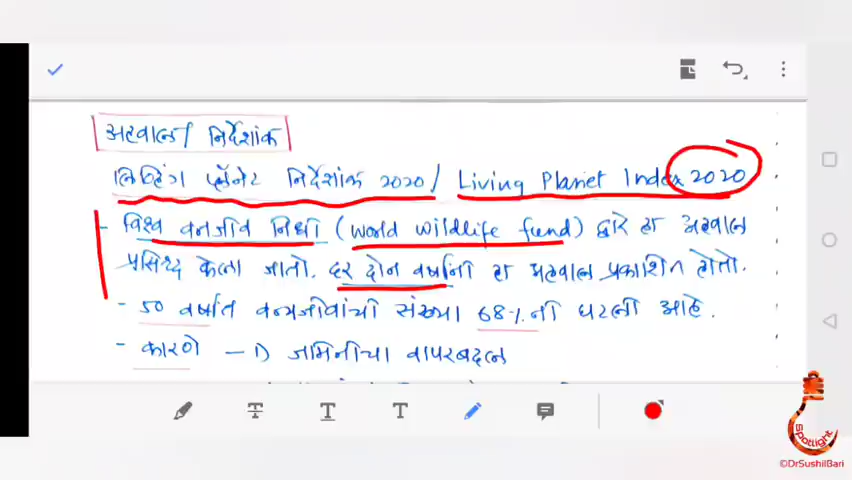 अहवाल/ निर्देशांक
लिव्हिंग प्लॅनेट निर्देशांक 2020/ Living Planet Index 2020
- विश्व वनजीव निधी (World Wildlife fund) द्वारे हा अहवाल
प्रसिध्द केला जातो. दर दोन वर्षांनी हा अहवाल प्रकाशित होतो.
- 50 वर्षात वन्यजीवांची संख्या 68%नी घटली आहे.
- कारणे – 1) जमिनीचा वापरबदल
T T T
Spotlight
©DrSushilBari